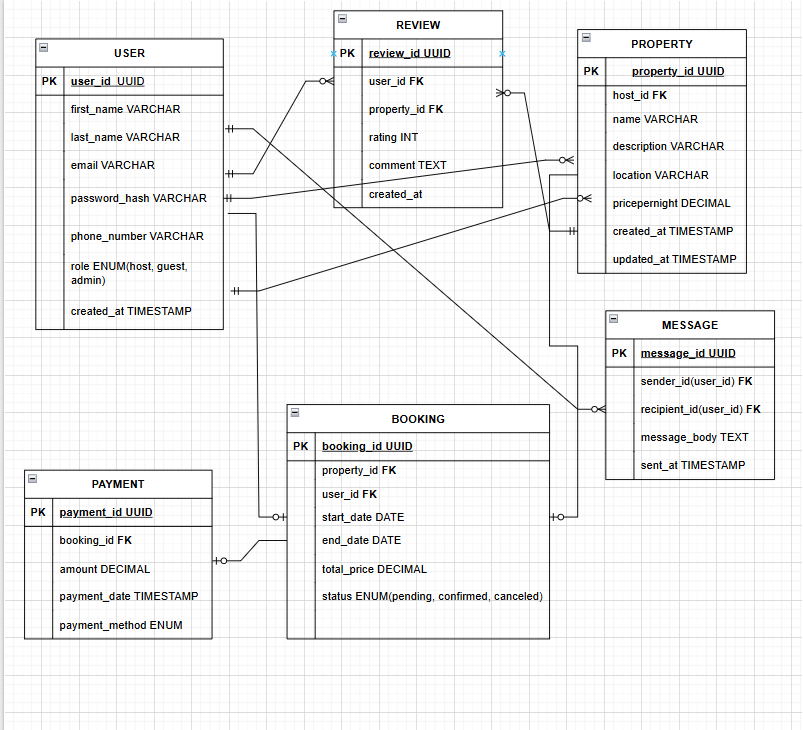 USER
PK user_id UUID
first_name VARCHAR
last_name VARCHAR
email VARCHAR
password_hash VARCHAR
phone_number VARCHAR
role ENUM(host, guest,
admin)
created_at TIMESTAMP
REVIEW
PK review_id UUID
user_id FK
property_id FK
rating INT
comment TEXT
created_at
PROPERTY
PK property_id UUID
host_id FK
name VARCHAR
description VARCHAR
location VARCHAR
pricepernight DECIMAL
created_at TIMESTAMP
updated_at TIMESTAMP
MESSAGE
PK message_id UUID
sender_id(user_id) FK
recipient_id(user_id) FK
message_body TEXT
sent_at TIMESTAMP
BOOKING
PK booking_id UUID
property_id FK
user_id FK
start_date DATE
end_date DATE
total_price DECIMAL
status ENUM(pending, confirmed, canceled)
PAYMENT
PK payment_id UUID
booking_id FK
amount DECIMAL
payment_date TIMESTAMP
payment_method ENUM